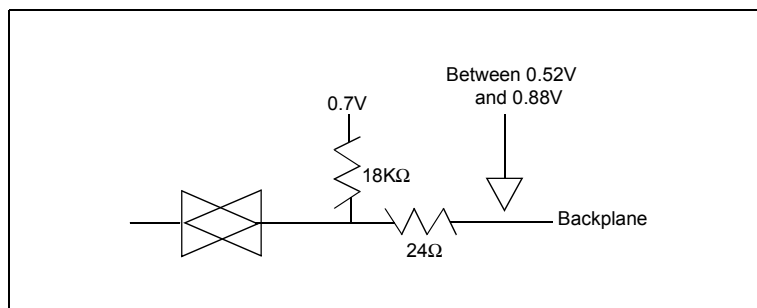 Between 0.52V
and 0.88V
0.7V
18KΩ
Backplane
24Ω